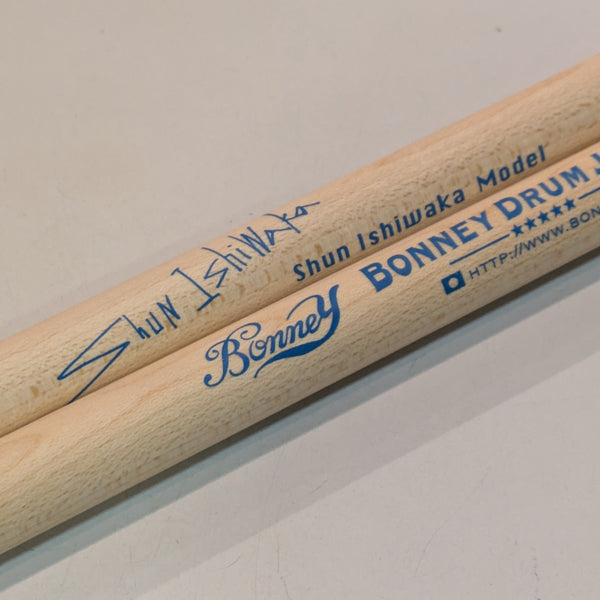 Shun Ishiwaka
Shun Ishiwaka Model
Bonney
BONNEY DRUM J
★★★★★
HTTP://WWW.BON